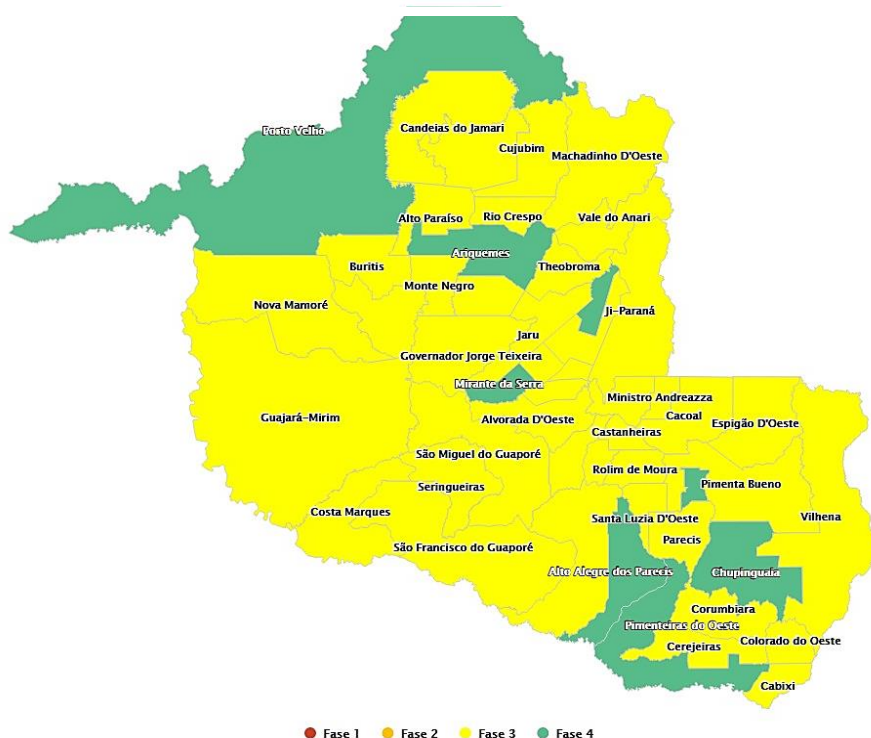 Candeias do Jamari
Porto Velho
Cujubim
Machadinho D'Oeste
Alto Paraíso
Rio Crespo
Vale do Anari
Ariquemes
Buritis
Theobroma
Monte Negro
Nova Mamoré
Ji-Paraná
Jaru
Governador Jorge Teixeira
Mirante da Serra
Ministro Andreazza
Guajará-Mirim
Cacoal
Alvorada D'Oeste
Espigão D'Oeste
Castanheiras
São Miguel do Guaporé
Rolim de Moura
Seringueiras
Pimenta Bueno
Costa Marques
Santa Luzia D'Oeste
Vilhena
Parecis
São Francisco do Guaporé
Alto Alegre dos Parecis
Chupinguaia
Corumbiara
Pimenteiras do Oeste
Colorado do Oeste
Cerejeiras
Cabixi
Fase 1 Fase 2 Fase 3 Fase 4